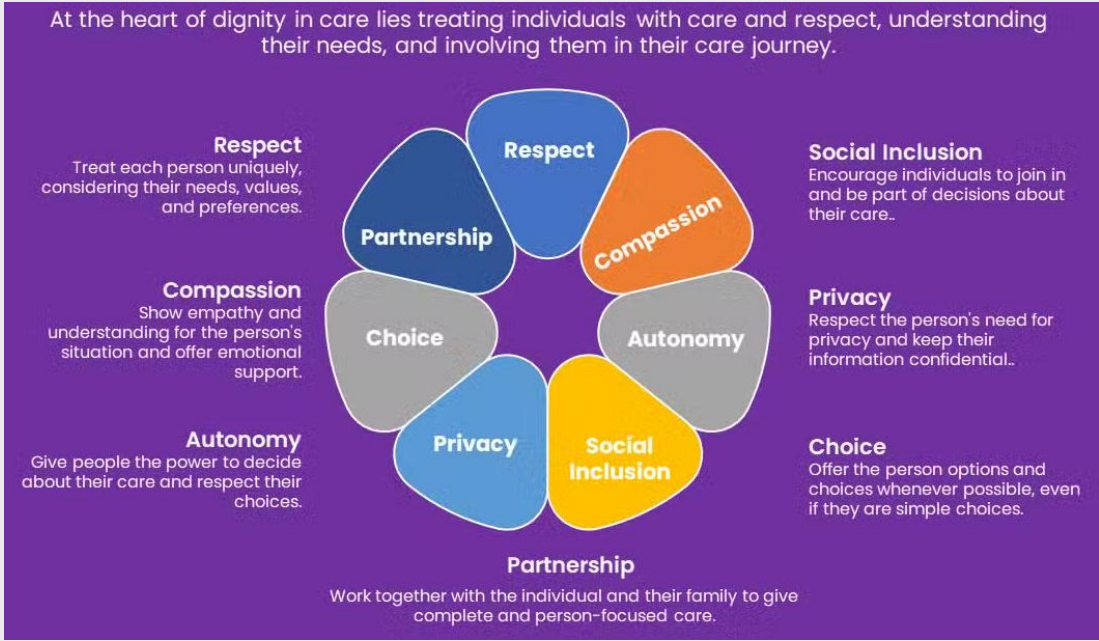 At the heart of dignity in care lies treating individuals with care and respect, understanding
their needs, and involving them in their care journey.
Respect
Treat each person uniquely,
considering their needs, values,
and preferences.
Compassion
Show empathy and
understanding for the person's
situation and offer emotional
support.
Autonomy
Give people the power to decide
about their care and respect their
choices.
Respect
Compassion
Autonomy
Social
Inclusion
Privacy
Choice
Partnership
Social Inclusion
Encourage individuals to join in
and be part of decisions about
their care..
Privacy
Respect the person's need for
privacy and keep their
information confidential..
Choice
Offer the person options and
choices whenever possible, even
if they are simple choices.
Partnership
Work together with the individual and their family to give
complete and person-focused care.